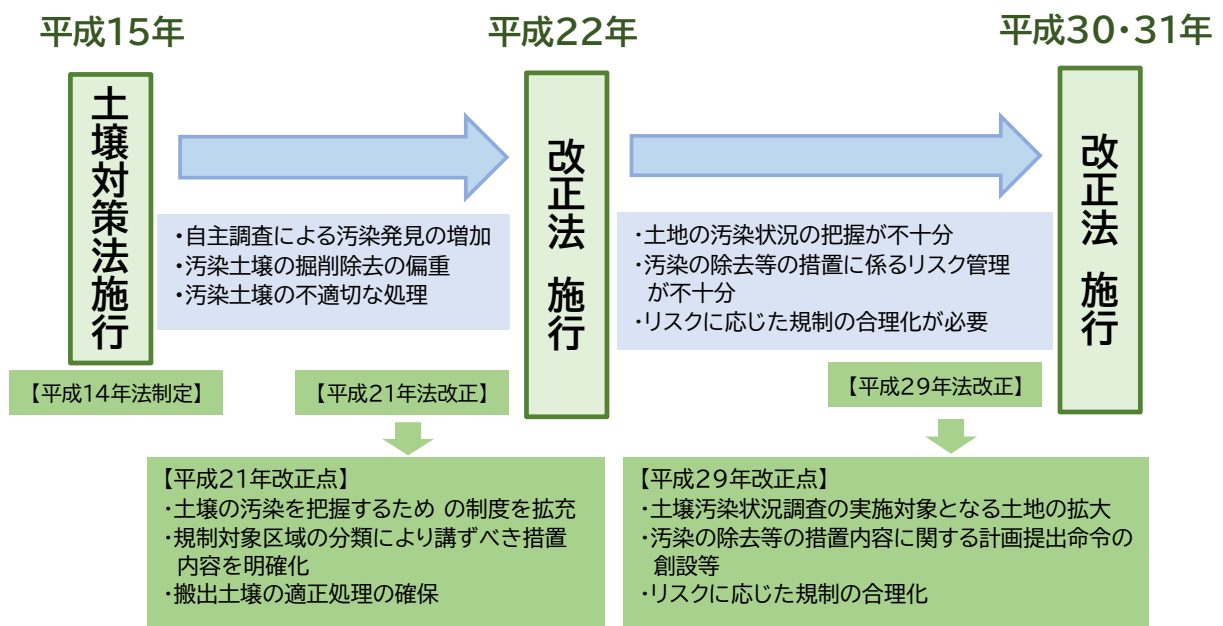 平成15年
平成22年
平成30・31年
土壌対策法施行
・自主調査による汚染発見の増加
・汚染土壌の掘削除去の偏重
・汚染土壌の不適切な処理
改正法 施行
・土地の汚染状況の把握が不十分
・汚染の除去等の措置に係るリスク管理
が不十分
・リスクに応じた規制の合理化が必要
改正法 施行
【平成14年法制定】
【平成21年法改正】
【平成29年法改正】
【平成21年改正点】
・土壌の汚染を把握するため の制度を拡充
・規制対象区域の分類により講ずべき措置
内容を明確化
・搬出土壌の適正処理の確保
【平成29年改正点】
・土壌汚染状況調査の実施対象となる土地の拡大
・汚染の除去等の措置内容に関する計画提出命令の
創設等
・リスクに応じた規制の合理化